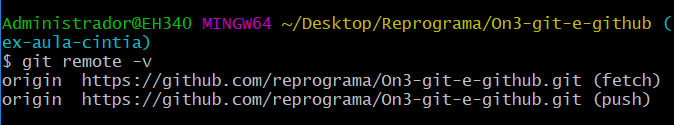 Administrador@EH340 MINGW64 ~/Desktop/Reprograma/On3-git-e-github (
ex-aula-cintia)
$ git remote -v
origin  https://github.com/reprograma/On3-git-e-github.git (fetch)
origin  https://github.com/reprograma/On3-git-e-github.git (push)